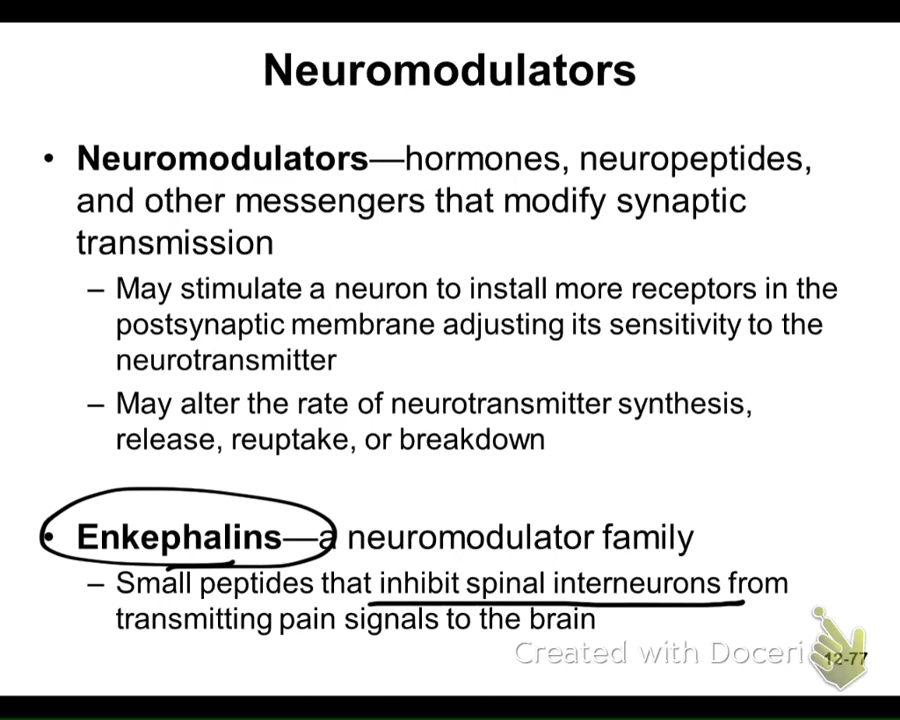 Neuromodulators
• Neuromodulators—hormones, neuropeptides,
and other messengers that modify synaptic
transmission
– May stimulate a neuron to install more receptors in the
postsynaptic membrane adjusting its sensitivity to the
neurotransmitter
– May alter the rate of neurotransmitter synthesis,
release, reuptake, or breakdown
• Enkephalins—a neuromodulator family
– Small peptides that inhibit spinal interneurons from
transmitting pain signals to the brain
Created with Doceri
12-77